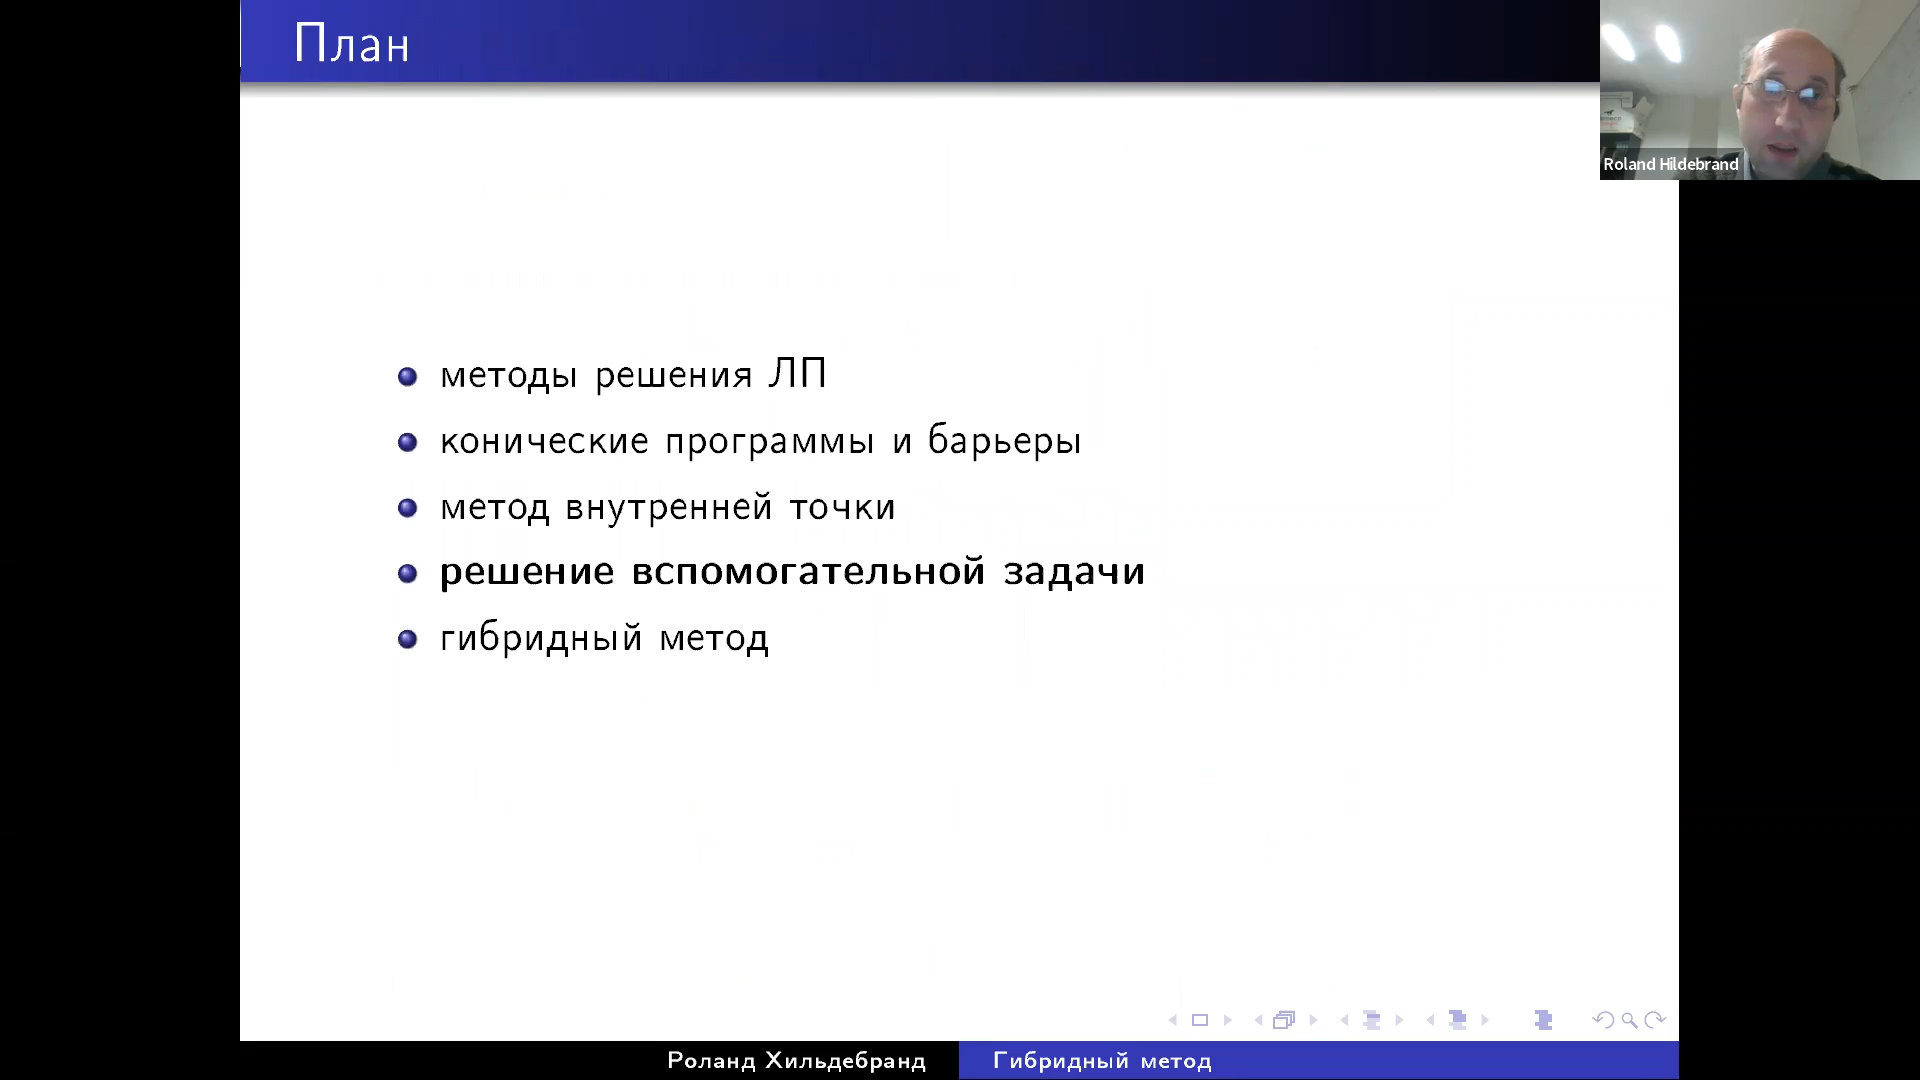 План
Roland Hildebrand
методы решения ЛП
конические программы и барьеры
метод внутренней точки
решение вспомогательной задачи
гибридный метод
Роланд Хильдебранд
Гибридный метод